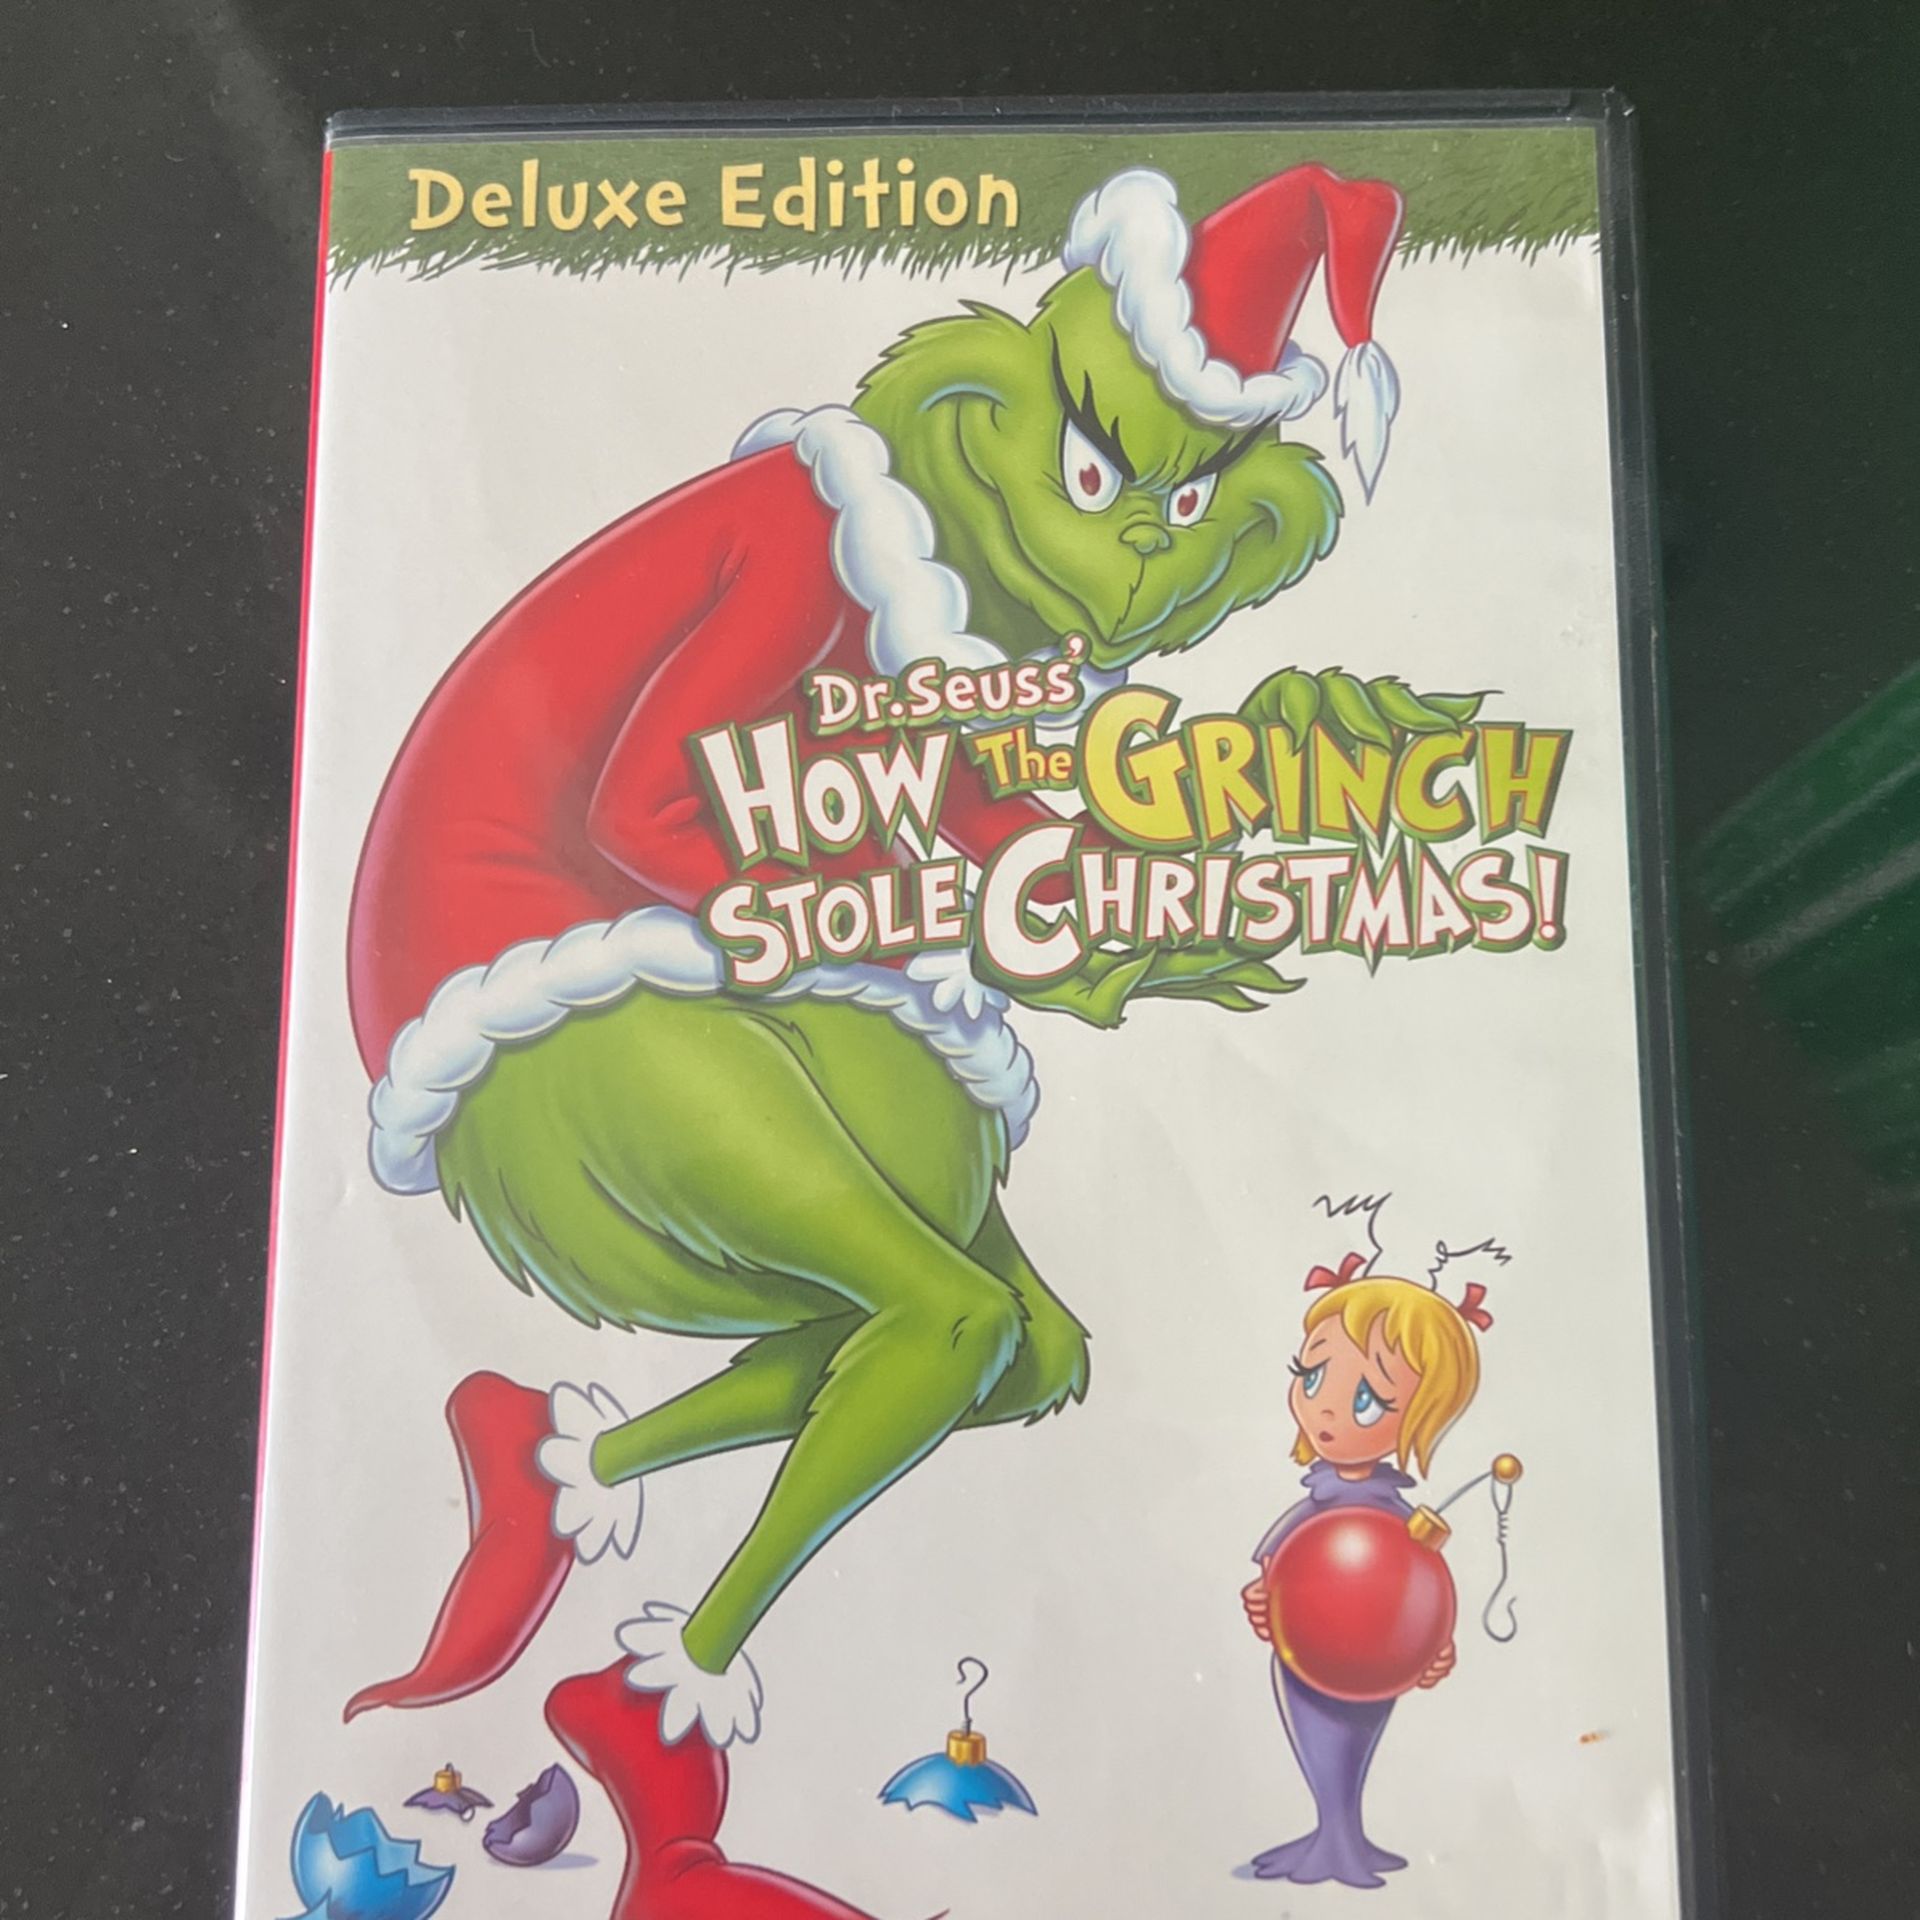 Deluxe Edition
Dr. Seuss'
HOW The GRINCH
STOLE CHRISTMAS!